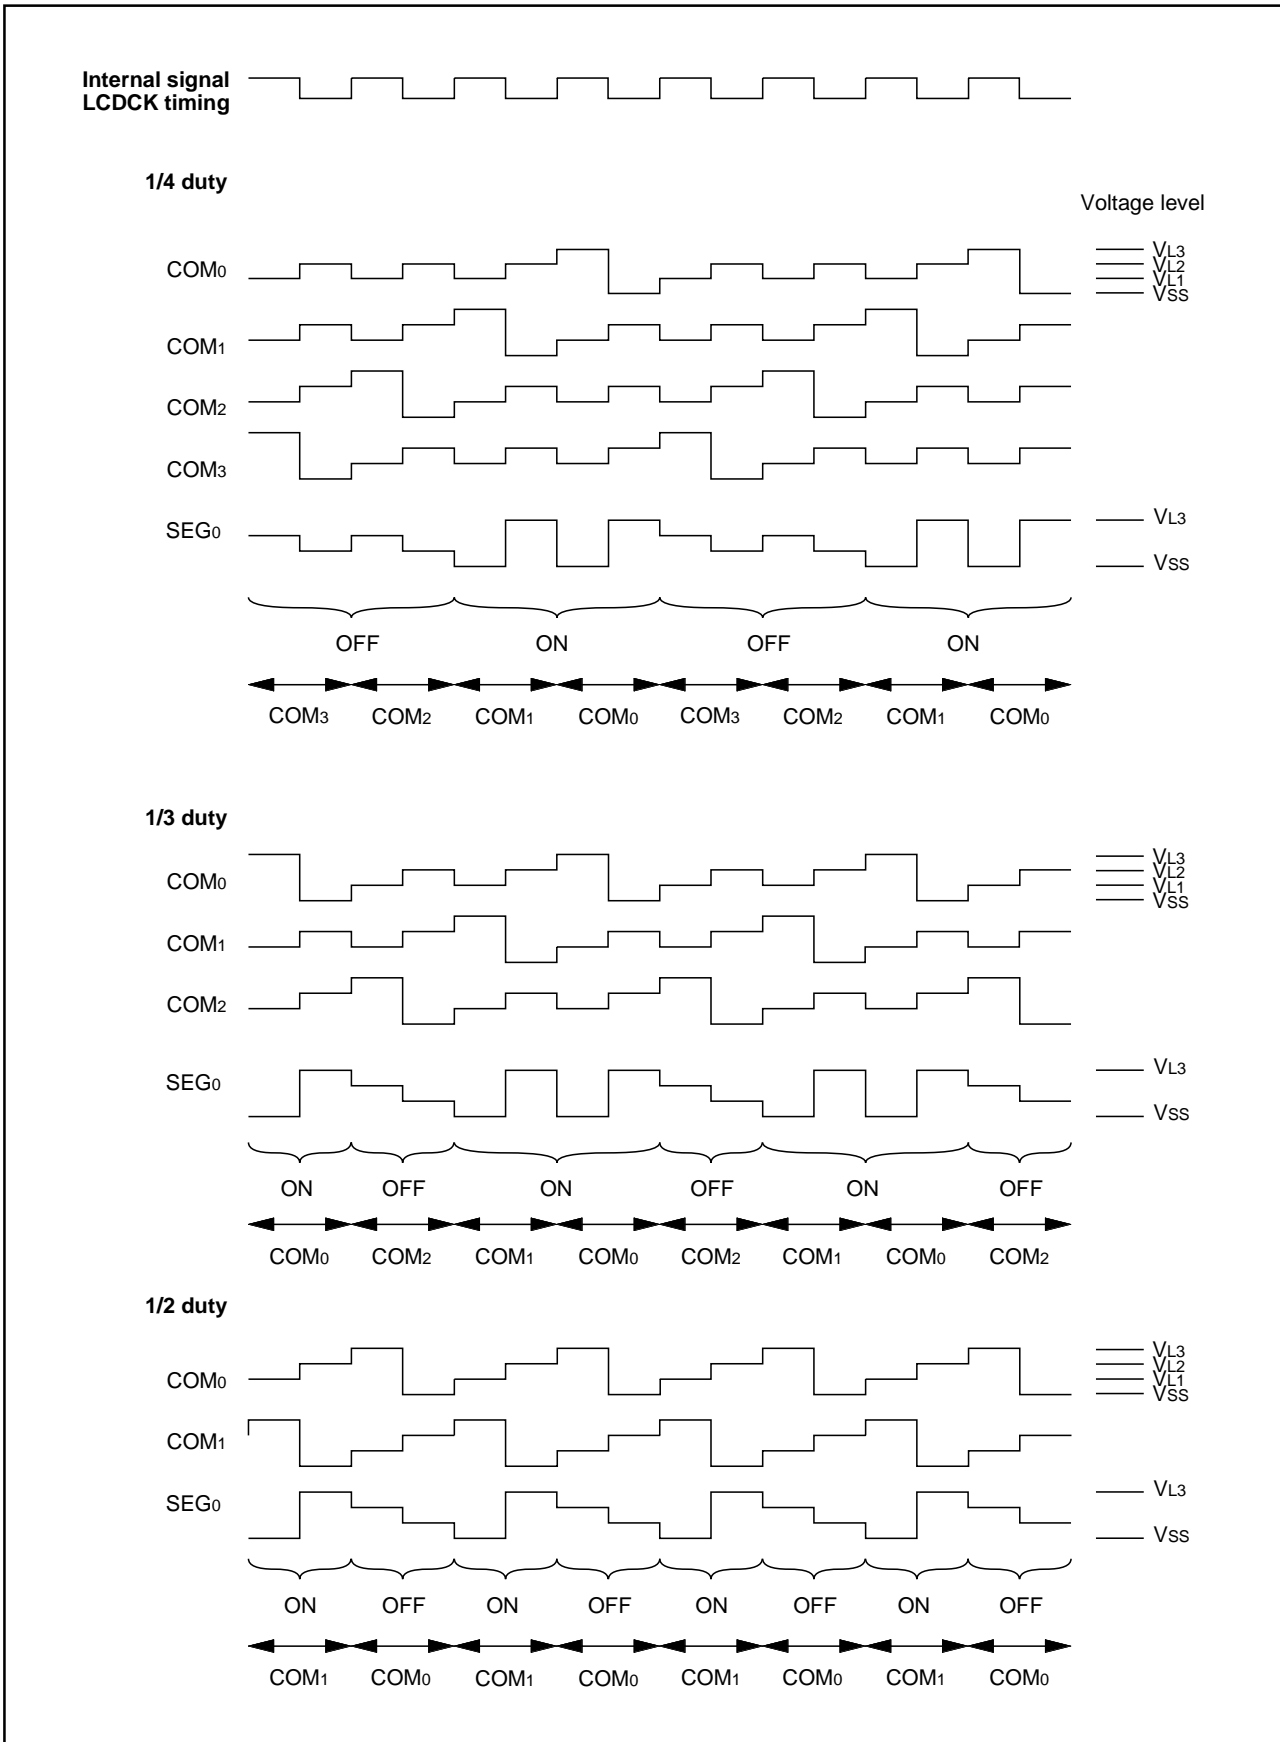 Internal signal
LCDCK timing
1/4 duty
Voltage level
COM0
VL3
VL2
VL1
VSS
COM1
COM2
COM3
SEG0
VL3
VSS
OFF ON OFF ON
COM3 COM2 COM1 COM0 COM3 COM2 COM1 COM0
1/3 duty
COM0
VL3
VL2
VL1
VSS
COM1
COM2
SEG0
VL3
VSS
ON OFF ON OFF ON OFF
COM0 COM2 COM1 COM0 COM2 COM1 COM0 COM2
1/2 duty
COM0
VL3
VL2
VL1
VSS
COM1
SEG0
VL3
VSS
ON OFF ON OFF ON OFF ON OFF
COM1 COM0 COM1 COM0 COM1 COM0 COM1 COM0